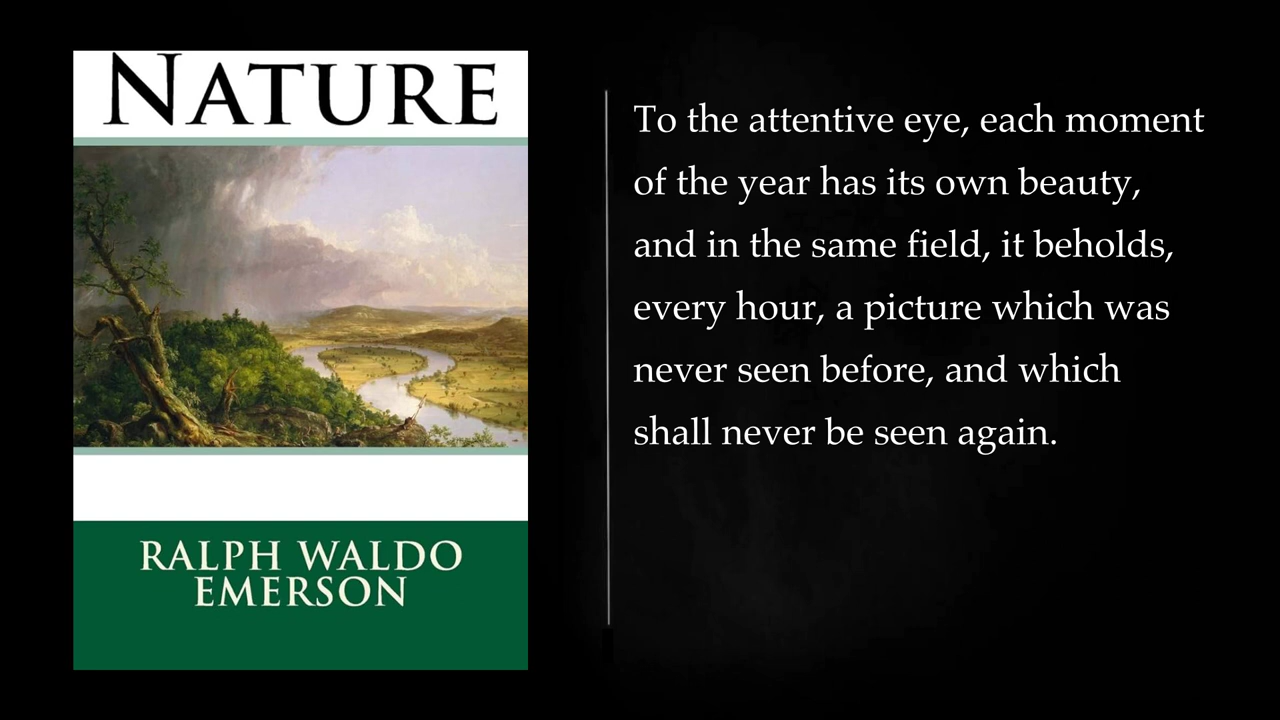 NATURE
RALPH WALDO
EMERSON
To the attentive eye, each moment
of the year has its own beauty,
and in the same field, it beholds,
every hour, a picture which was
never seen before, and which
shall never be seen again.